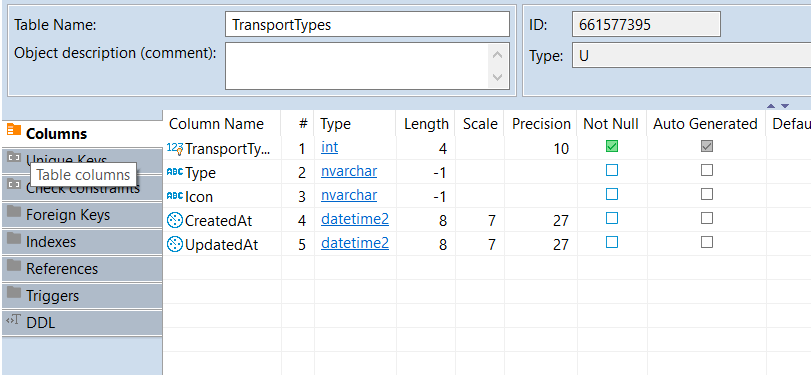 Table Name: TransportTypes
ID: 661577395
Object description (comment):
Type: U
Columns
Unique Keys
Table columns
Check constraints
Foreign Keys
Indexes
References
Triggers
DDL
Column Name # Type Length Scale Precision Not Null Auto Generated Defau
123 TransportTy... 1 int 4 10
ABC Type 2 nvarchar -1
ABC Icon 3 nvarchar -1
CreatedAt 4 datetime2 8 7 27
UpdatedAt 5 datetime2 8 7 27